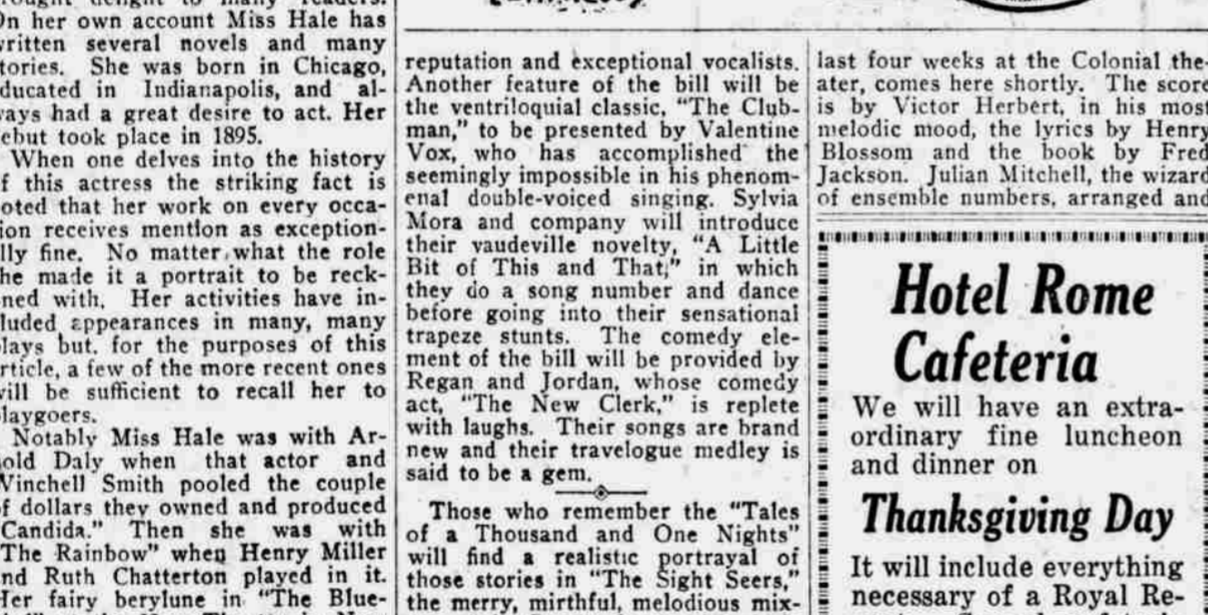 On her own account Miss Hale has
written several novels and many
stories. She was born in Chicago,
educated in Indianapolis, and al-
ways had a great desire to act. Her
debut took place in 1895.
When one delves into the history
of this actress the striking fact is
noted that her work on every occa-
sion receives mention as exception-
ally fine. No matter what the role
she made it a portrait to be reck-
oned with. Her activities have in-
cluded appearances in many, many
plays but. for the purposes of this
article, a few of the more recent ones
will be sufficient to recall her to
playgoers.
Notably Miss Hale was with Ar-
nold Daly when that actor and
Winchell Smith pooled the couple
of dollars they owned and produced
"Candida." Then she was with
"The Rainbow" when Henry Miller
and Ruth Chatterton played in it.
Her fairy berylune in "The Blue-
reputation and exceptional vocalists.
Another feature of the bill will be
the ventriloquial classic, "The Club-
man," to be presented by Valentine
Vox, who has accomplished the
seemingly impossible in his phenom-
enal double-voiced singing. Sylvia
Mora and company will introduce
their vaudeville novelty, "A Little
Bit of This and That," in which
they do a song number and dance
before going into their sensational
trapeze stunts. The comedy ele-
ment of the bill will be provided by
Regan and Jordan, whose comedy
act, "The New Clerk," is replete
with laughs. Their songs are brand
new and their travelogue medley is
said to be a gem.
Those who remember the "Tales
of a Thousand and One Nights"
will find a realistic portrayal of
those stories in "The Sight Seers,"
the merry, mirthful, melodious mix-
last four weeks at the Colonial the-
ater, comes here shortly. The score
is by Victor Herbert, in his most
melodic mood, the lyrics by Henry
Blossom and the book by Fred
Jackson. Julian Mitchell, the wizard
of ensemble numbers, arranged and
Hotel Rome
Cafeteria
We will have an extra-
ordinary fine luncheon
and dinner on
Thanksgiving Day
It will include everything
necessary of a Royal Re-